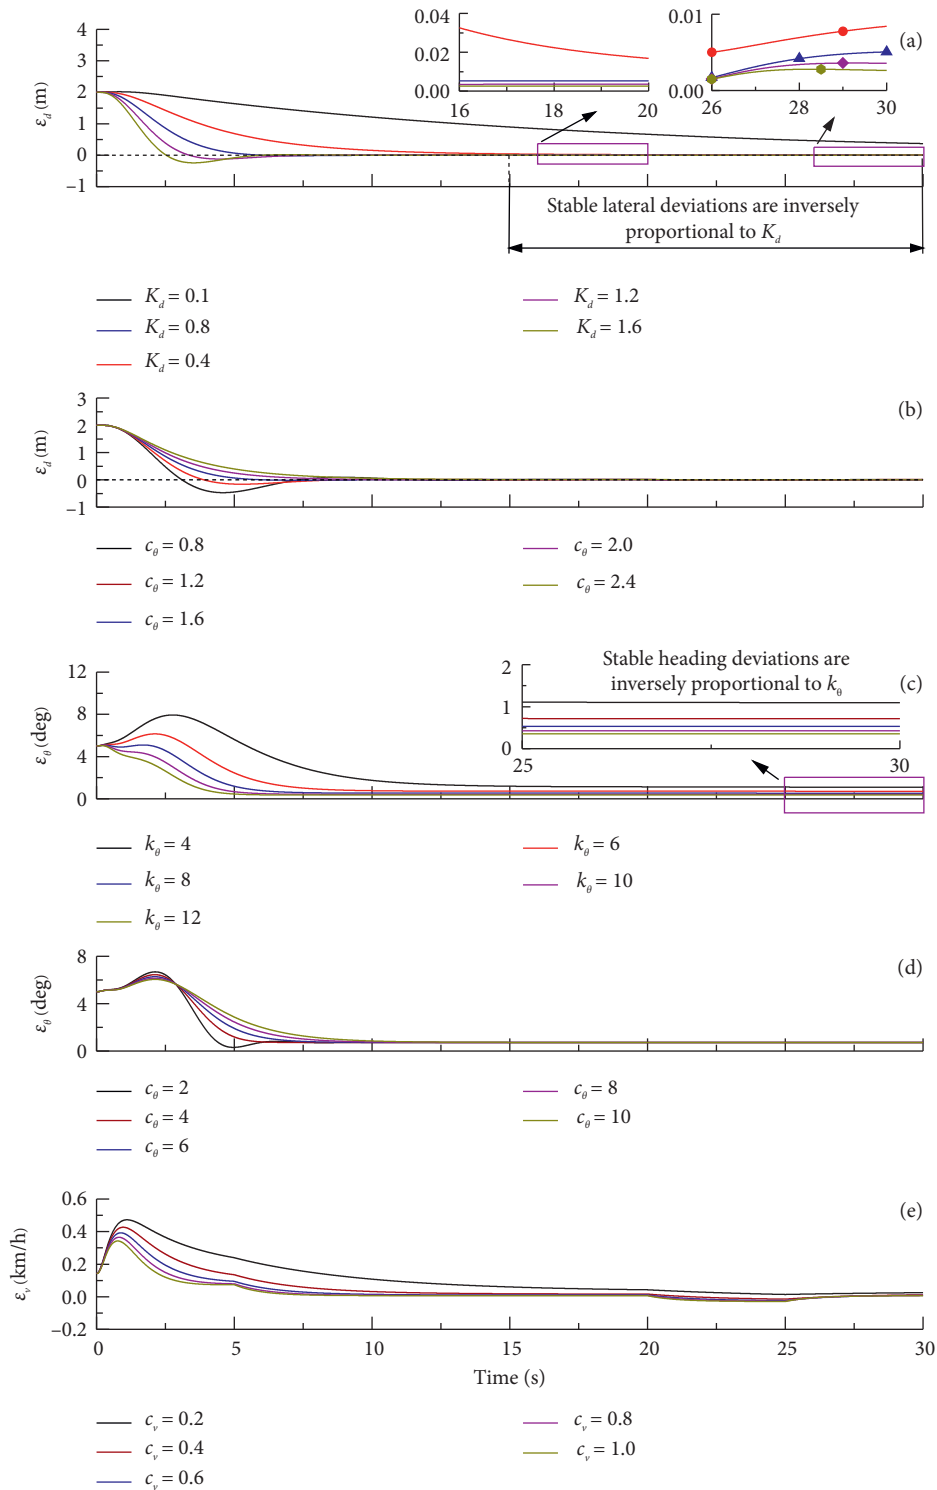 4
3
2
1
0
−1
ε_d (m)
0.04
0.02
0.00
16
18
20
0.01
0.00
26
28
30
(a)
Stable lateral deviations are inversely
proportional to K_d
K_d = 0.1
K_d = 0.8
K_d = 0.4
K_d = 1.2
K_d = 1.6
3
2
1
0
−1
ε_d (m)
(b)
c_θ = 0.8
c_θ = 1.2
c_θ = 1.6
c_θ = 2.0
c_θ = 2.4
12
8
4
0
ε_θ (deg)
2
1
0
25
30
Stable heading deviations are
inversely proportional to k_θ
(c)
k_θ = 4
k_θ = 8
k_θ = 12
k_θ = 6
k_θ = 10
8
4
0
ε_θ (deg)
(d)
c_θ = 2
c_θ = 4
c_θ = 6
c_θ = 8
c_θ = 10
0.6
0.4
0.2
0.0
−0.2
ε_v (km/h)
(e)
0
5
10
15
20
25
30
Time (s)
c_v = 0.2
c_v = 0.4
c_v = 0.6
c_v = 0.8
c_v = 1.0